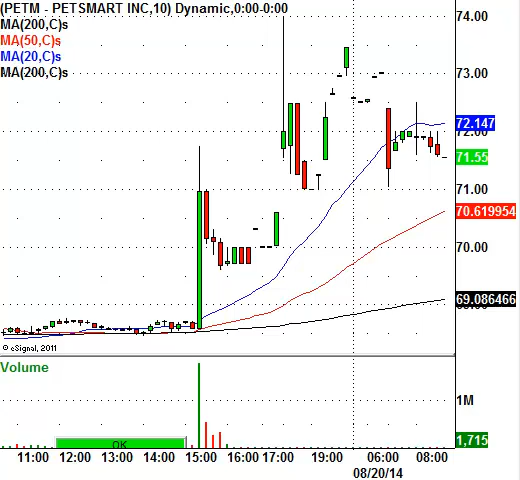 (PETM - PETSMART INC,10) Dynamic,0:00-0:00
MA(200,C)s
MA(50,C)s
MA(20,C)s
MA(200,C)s
74.00
73.00
72.147
72.00
71.55
71.00
70.619954
70.00
69.086466
© eSignal, 2011
Volume
1M
1,715
OK
11:00 12:00 13:00 14:00 15:00 16:00 17:00 19:00 06:00 08:00
08/20/14